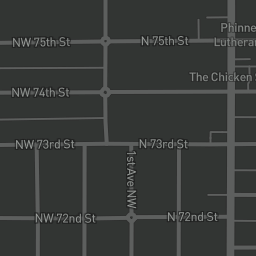 Phinne
Lutheran
NW 75th St
N 75th St
The Chicken
NW 74th St
NW 73rd St
N 73rd St
1st Ave NW
NW 72nd St
N 72nd St